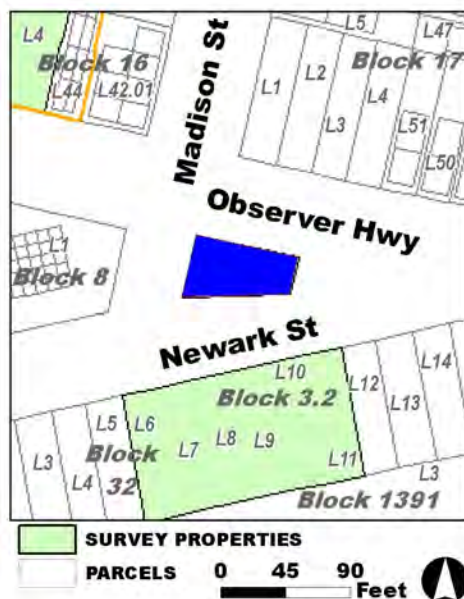 L4
Block 16
L44
L42.01
Madison St
L5
L47
Block 17
L1
L2
L3
L4
L51
L50
Observer Hwy
L1
Block 8
Newark St
L10
Block 3.2
L12
L14
L13
L5
L6
L7
L8
L9
L11
Block
32
L3
L4
L3
Block 1391
SURVEY PROPERTIES
PARCELS
0 45 90
Feet